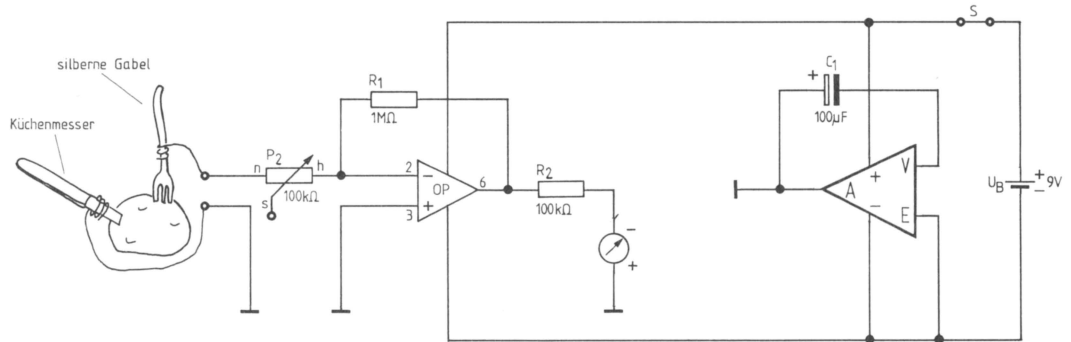 silberne Gabel
Küchenmesser
n
P2
h
100kΩ
s
R1
1MΩ
2
−
OP
6
3
+
R2
100kΩ
−
+
+
C1
100µF
A
+
−
V
E
S
UB
+
−
9V